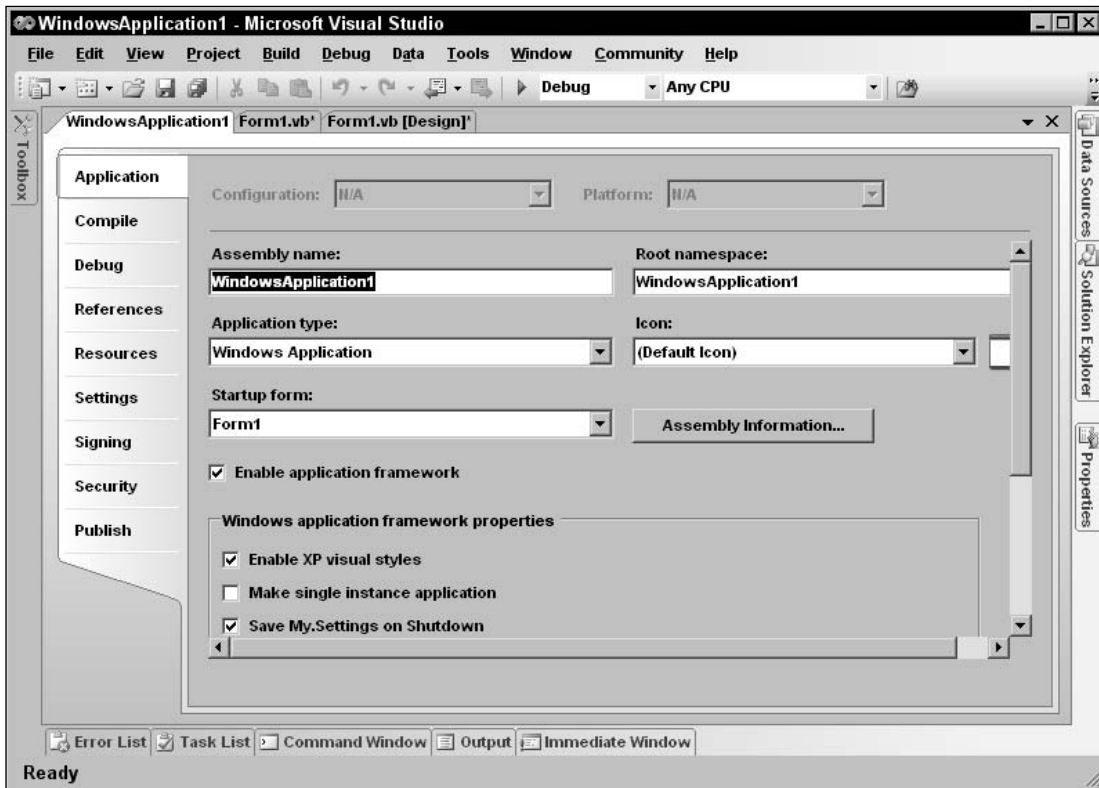 WindowsApplication1 - Microsoft Visual Studio
File Edit View Project Build Debug Data Tools Window Community Help
Debug Any CPU
Toolbox
WindowsApplication1 Form1.vb* Form1.vb [Design]*
Data Sources
Solution Explorer
Properties
Application
Compile
Debug
References
Resources
Settings
Signing
Security
Publish
Configuration: N/A Platform: N/A
Assembly name: Root namespace:
WindowsApplication1 WindowsApplication1
Application type: Icon:
Windows Application (Default Icon)
Startup form:
Form1 Assembly Information...
Enable application framework
Windows application framework properties
Enable XP visual styles
Make single instance application
Save My.Settings on Shutdown
Error List Task List Command Window Output Immediate Window
Ready